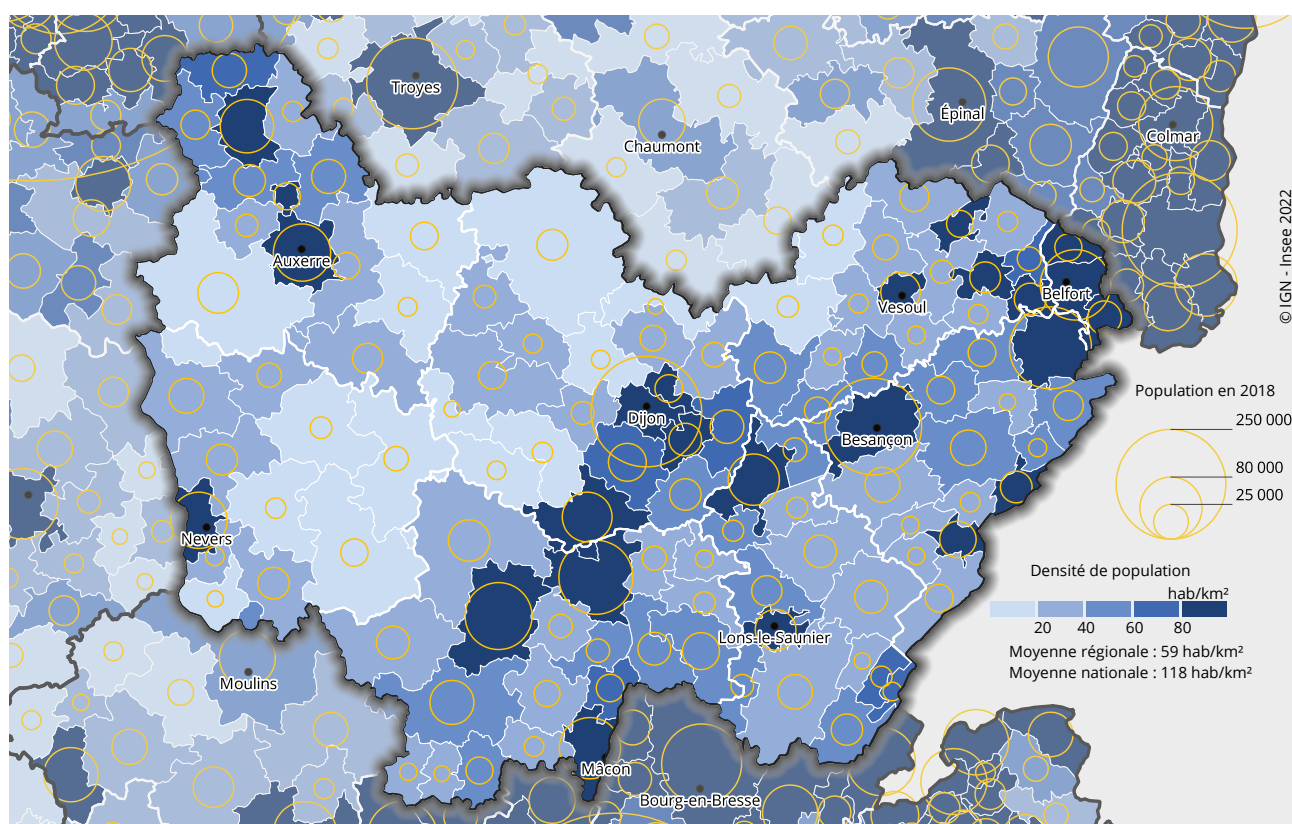 Troyes
Épinal
Chaumont
Colmar
© IGN - Insee 2022
Auxerre
Vesoul
Belfort
Population en 2018
250 000
80 000
25 000
Dijon
Besançon
Nevers
Densité de population
hab/km²
20 40 60 80
Moyenne régionale : 59 hab/km²
Moyenne nationale : 118 hab/km²
Lons-le-Saunier
Moulins
Mâcon
Bourg-en-Bresse